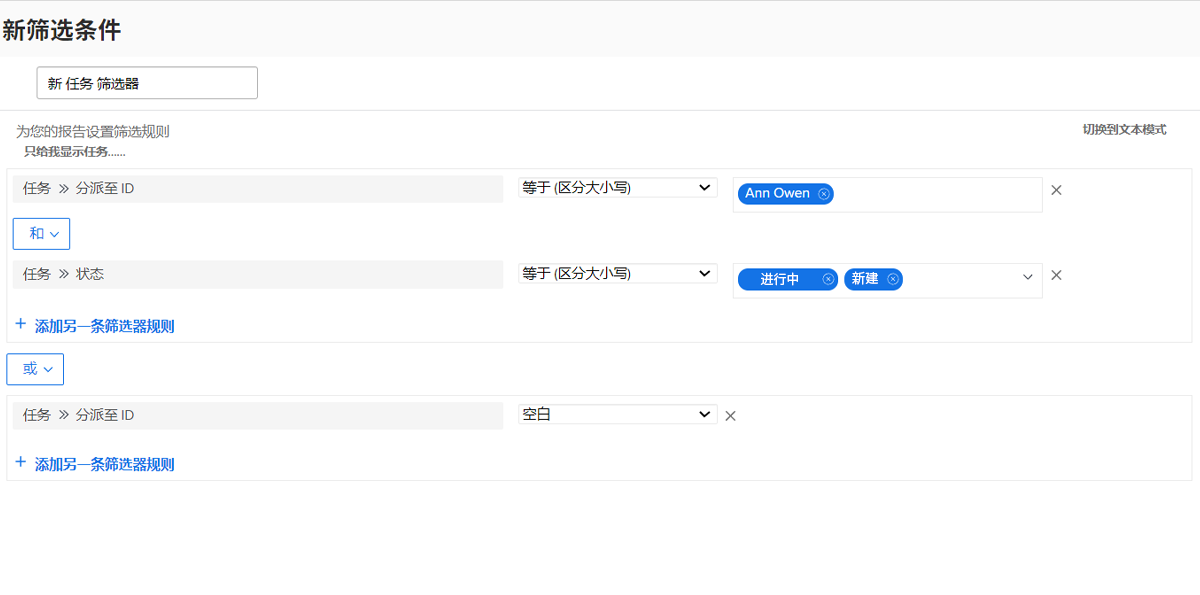 新筛选条件
新 任务 筛选器
为您的报告设置筛选规则
切换到文本模式
只给我显示任务......
任务 » 分派至 ID 等于 (区分大小写) Ann Owen
和
任务 » 状态 等于 (区分大小写) 进行中 新建
+ 添加另一条筛选器规则
或
任务 » 分派至 ID 空白
+ 添加另一条筛选器规则